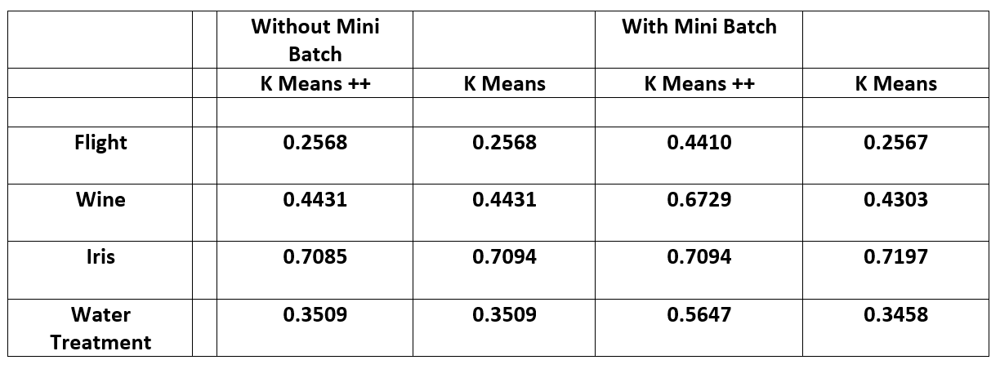 Without Mini
Batch
With Mini Batch
K Means ++ K Means K Means ++ K Means
Flight 0.2568 0.2568 0.4410 0.2567
Wine 0.4431 0.4431 0.6729 0.4303
Iris 0.7085 0.7094 0.7094 0.7197
Water
Treatment
0.3509 0.3509 0.5647 0.3458